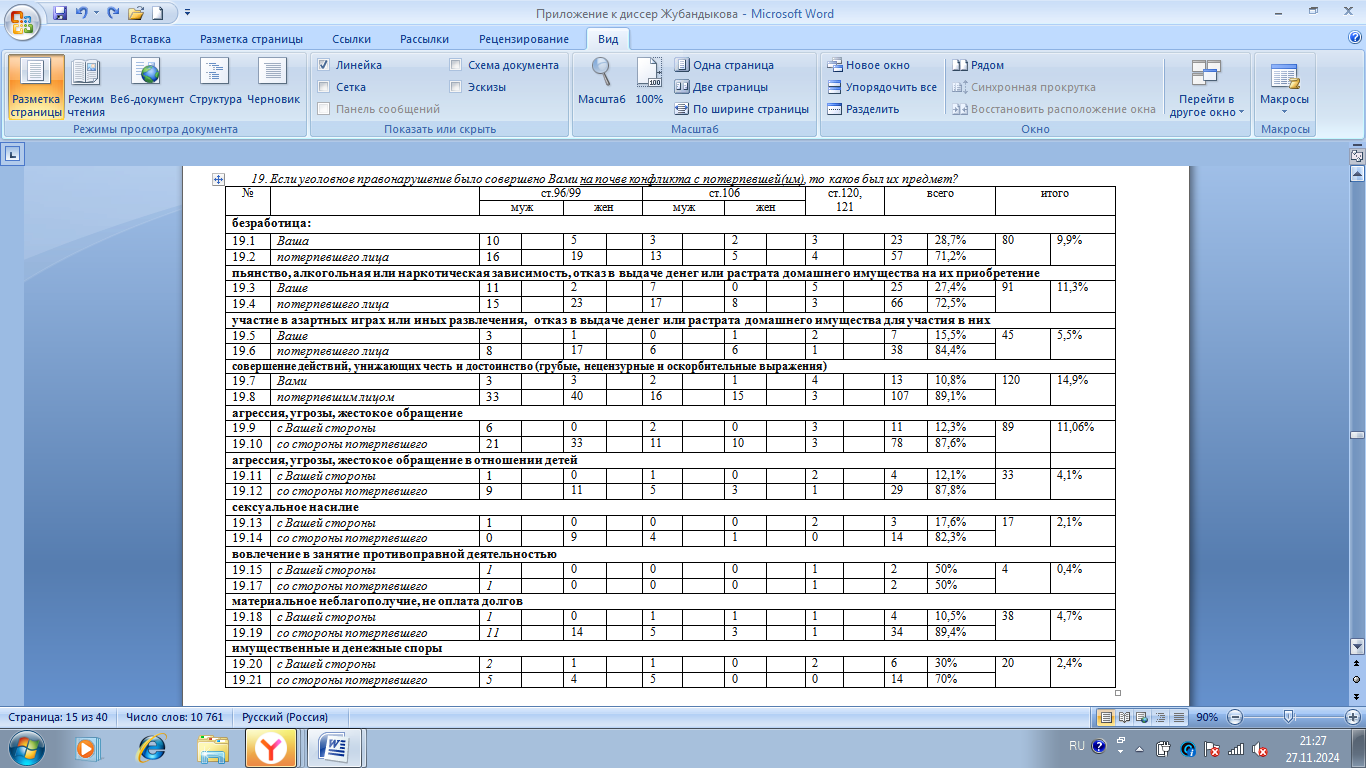 Приложение к диссер Жубандыкова - Microsoft Word
Главная Вставка Разметка страницы Ссылки Рассылки Рецензирование Вид
Разметка страницы Режим чтения Веб-документ Структура Черновик
Режимы просмотра документа
Линейка Схема документа
Сетка Эскизы
Панель сообщений
Показать или скрыть
Масштаб 100% Одна страница
Две страницы
По ширине страницы
Масштаб
Новое окно Рядом
Упорядочить все Синхронная прокрутка
Разделить Восстановить расположение окна
Перейти в другое окно
Окно
Макросы
Макросы
19. Если уголовное правонарушение было совершено Вами на почве конфликта с потерпевшей(им), то каков был их предмет?
№ ст.96/99 ст.106 ст.120, 121 всего итого
муж жен муж жен
безработица:
19.1 Ваша 10 5 3 2 3 23 28,7% 80 9,9%
19.2 потерпевшего лица 16 19 13 5 4 57 71,2%
пьянство, алкогольная или наркотическая зависимость, отказ в выдаче денег или растрата домашнего имущества на их приобретение
19.3 Ваше 11 2 7 0 5 25 27,4% 91 11,3%
19.4 потерпевшего лица 15 23 17 8 3 66 72,5%
участие в азартных играх или иных развлечения, отказ в выдаче денег или растрата домашнего имущества для участия в них
19.5 Ваше 3 1 0 1 2 7 15,5% 45 5,5%
19.6 потерпевшего лица 8 17 6 6 1 38 84,4%
совершение действий, унижающих честь и достоинство (грубые, нецензурные и оскорбительные выражения)
19.7 Вами 3 3 2 1 4 13 10,8% 120 14,9%
19.8 потерпевшим лицом 33 40 16 15 3 107 89,1%
агрессия, угрозы, жестокое обращение
19.9 с Вашей стороны 6 0 2 0 3 11 12,3% 89 11,06%
19.10 со стороны потерпевшего 21 33 11 10 3 78 87,6%
агрессия, угрозы, жестокое обращение в отношении детей
19.11 с Вашей стороны 1 0 1 0 2 4 12,1% 33 4,1%
19.12 со стороны потерпевшего 9 11 5 3 1 29 87,8%
сексуальное насилие
19.13 с Вашей стороны 1 0 0 0 2 3 17,6% 17 2,1%
19.14 со стороны потерпевшего 0 9 4 1 0 14 82,3%
вовлечение в занятие противоправной деятельностью
19.15 с Вашей стороны 1 0 0 0 1 2 50% 4 0,4%
19.17 со стороны потерпевшего 1 0 0 0 1 2 50%
материальное неблагополучие, не оплата долгов
19.18 с Вашей стороны 1 0 1 1 1 4 10,5% 38 4,7%
19.19 со стороны потерпевшего 11 14 5 3 1 34 89,4%
имущественные и денежные споры
19.20 с Вашей стороны 2 1 1 0 2 6 30% 20 2,4%
19.21 со стороны потерпевшего 5 4 5 0 0 14 70%
Страница: 15 из 40 Число слов: 10 761 Русский (Россия) 90%
RU 21:27
27.11.2024